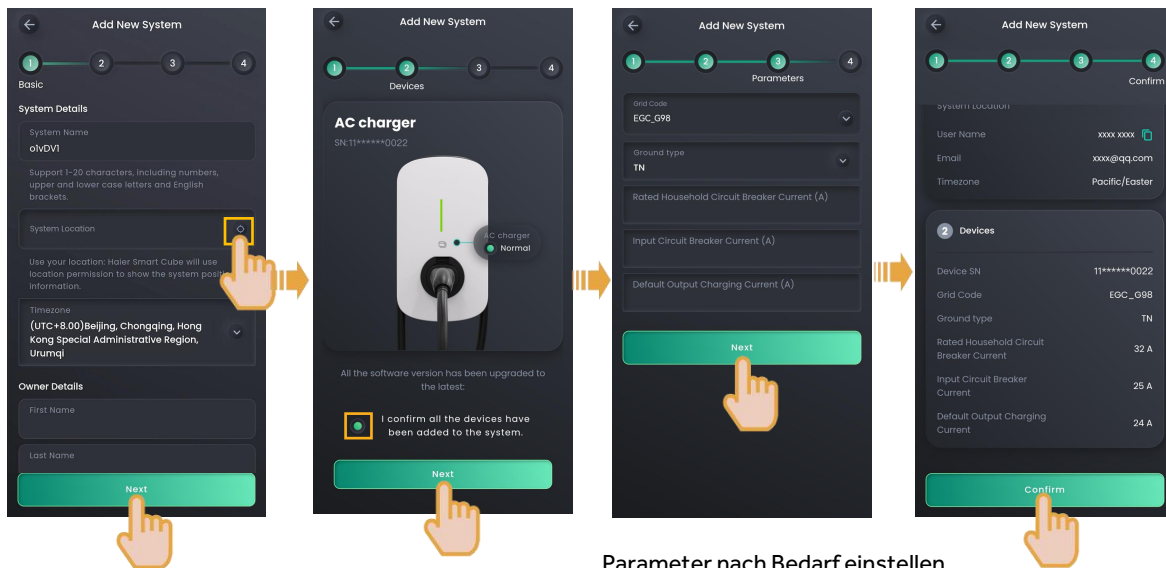 Add New System
1
2
3
4
Basic
System Details
System Name
o1vDV1
Support 1-20 characters, including numbers,
upper and lower case letters and English
brackets.
System Location
Use your location: Haier Smart Cube will use
location permission to show the system
information.
Timezone
(UTC+8.00)Beijing, Chongqing, Hong
Kong Special Administrative Region,
Urumqi
Owner Details
First Name
Last Name
Next
Add New System
1
2
3
4
Devices
AC charger
SN:11******0022
AC charger
Normal
All the software version has been upgraded to
the latest:
I confirm all the devices have
been added to the system.
Next
Add New System
1
2
3
4
Parameters
Grid Code
EGC_G98
Ground type
TN
Rated Household Circuit Breaker Current (A)
Input Circuit Breaker Current (A)
Default Output Charging Current (A)
Next
Parameter nach Bedarf einstellen
Add New System
1
2
3
4
Confirm
System Location
User Name xxxx xxxx
Email xxxx@qq.com
Timezone Pacific/Easter
2 Devices
Device SN 11******0022
Grid Code EGC_G98
Ground type TN
Rated Household Circuit
Breaker Current 32 A
Input Circuit Breaker
Current 25 A
Default Output Charging
Current 24 A
Confirm